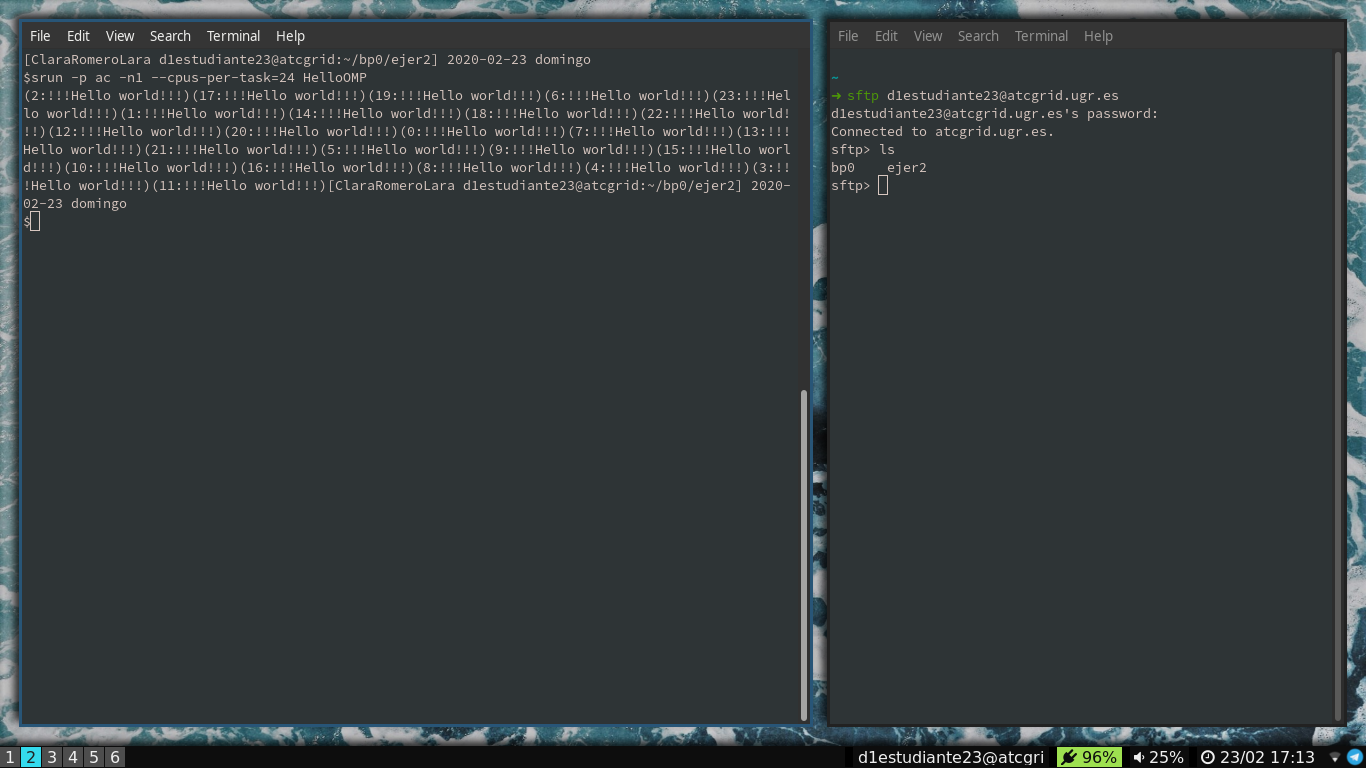 File Edit View Search Terminal Help
[ClaraRomeroLara d1estudiante23@atcgrid:~/bp0/ejer2] 2020-02-23 domingo
$srun -p ac -n1 --cpus-per-task=24 HelloOMP
(2:!!!Hello world!!!)(17:!!!Hello world!!!)(19:!!!Hello world!!!)(6:!!!Hello world!!!)(23:!!!Hel
lo world!!!)(1:!!!Hello world!!!)(14:!!!Hello world!!!)(18:!!!Hello world!!!)(22:!!!Hello world!
!!)(12:!!!Hello world!!!)(20:!!!Hello world!!!)(0:!!!Hello world!!!)(7:!!!Hello world!!!)(13:!!!
Hello world!!!)(21:!!!Hello world!!!)(5:!!!Hello world!!!)(9:!!!Hello world!!!)(15:!!!Hello worl
d!!!)(10:!!!Hello world!!!)(16:!!!Hello world!!!)(8:!!!Hello world!!!)(4:!!!Hello world!!!)(3:!!
!Hello world!!!)(11:!!!Hello world!!!)[ClaraRomeroLara d1estudiante23@atcgrid:~/bp0/ejer2] 2020-
02-23 domingo
$
File Edit View Search Terminal Help
~
➜ sftp d1estudiante23@atcgrid.ugr.es
d1estudiante23@atcgrid.ugr.es's password:
Connected to atcgrid.ugr.es.
sftp> ls
bp0 ejer2
sftp>
1 2 3 4 5 6 d1estudiante23@atcgri 96% 25% 23/02 17:13